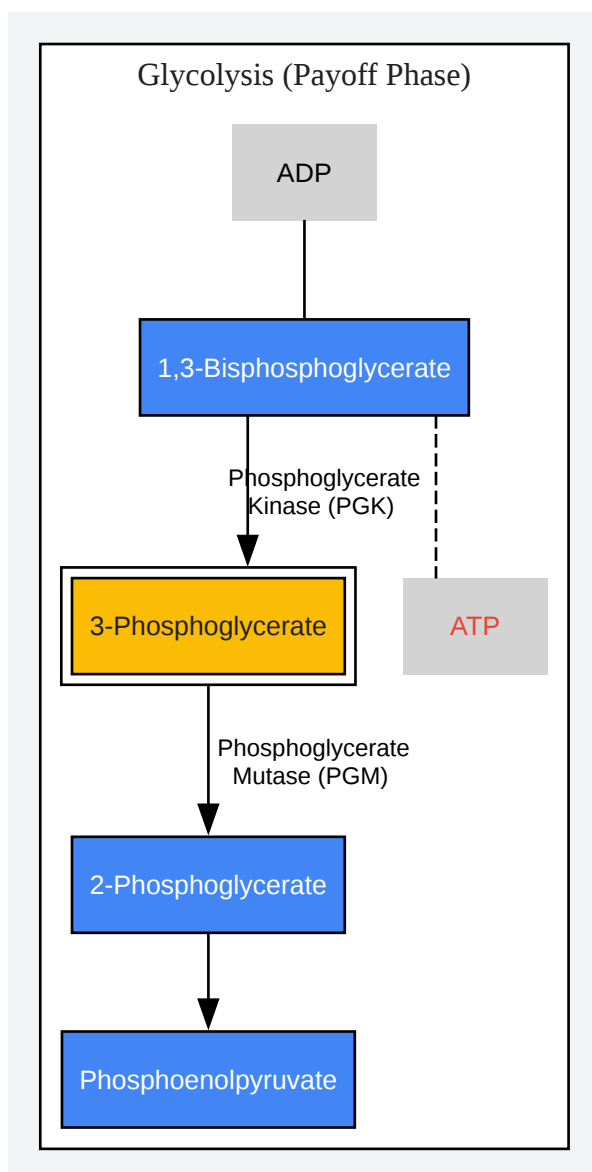 Glycolysis (Payoff Phase)
ADP
1,3-Bisphosphoglycerate
Phosphoglycerate
Kinase (PGK)
3-Phosphoglycerate
ATP
Phosphoglycerate
Mutase (PGM)
2-Phosphoglycerate
Phosphoenolpyruvate